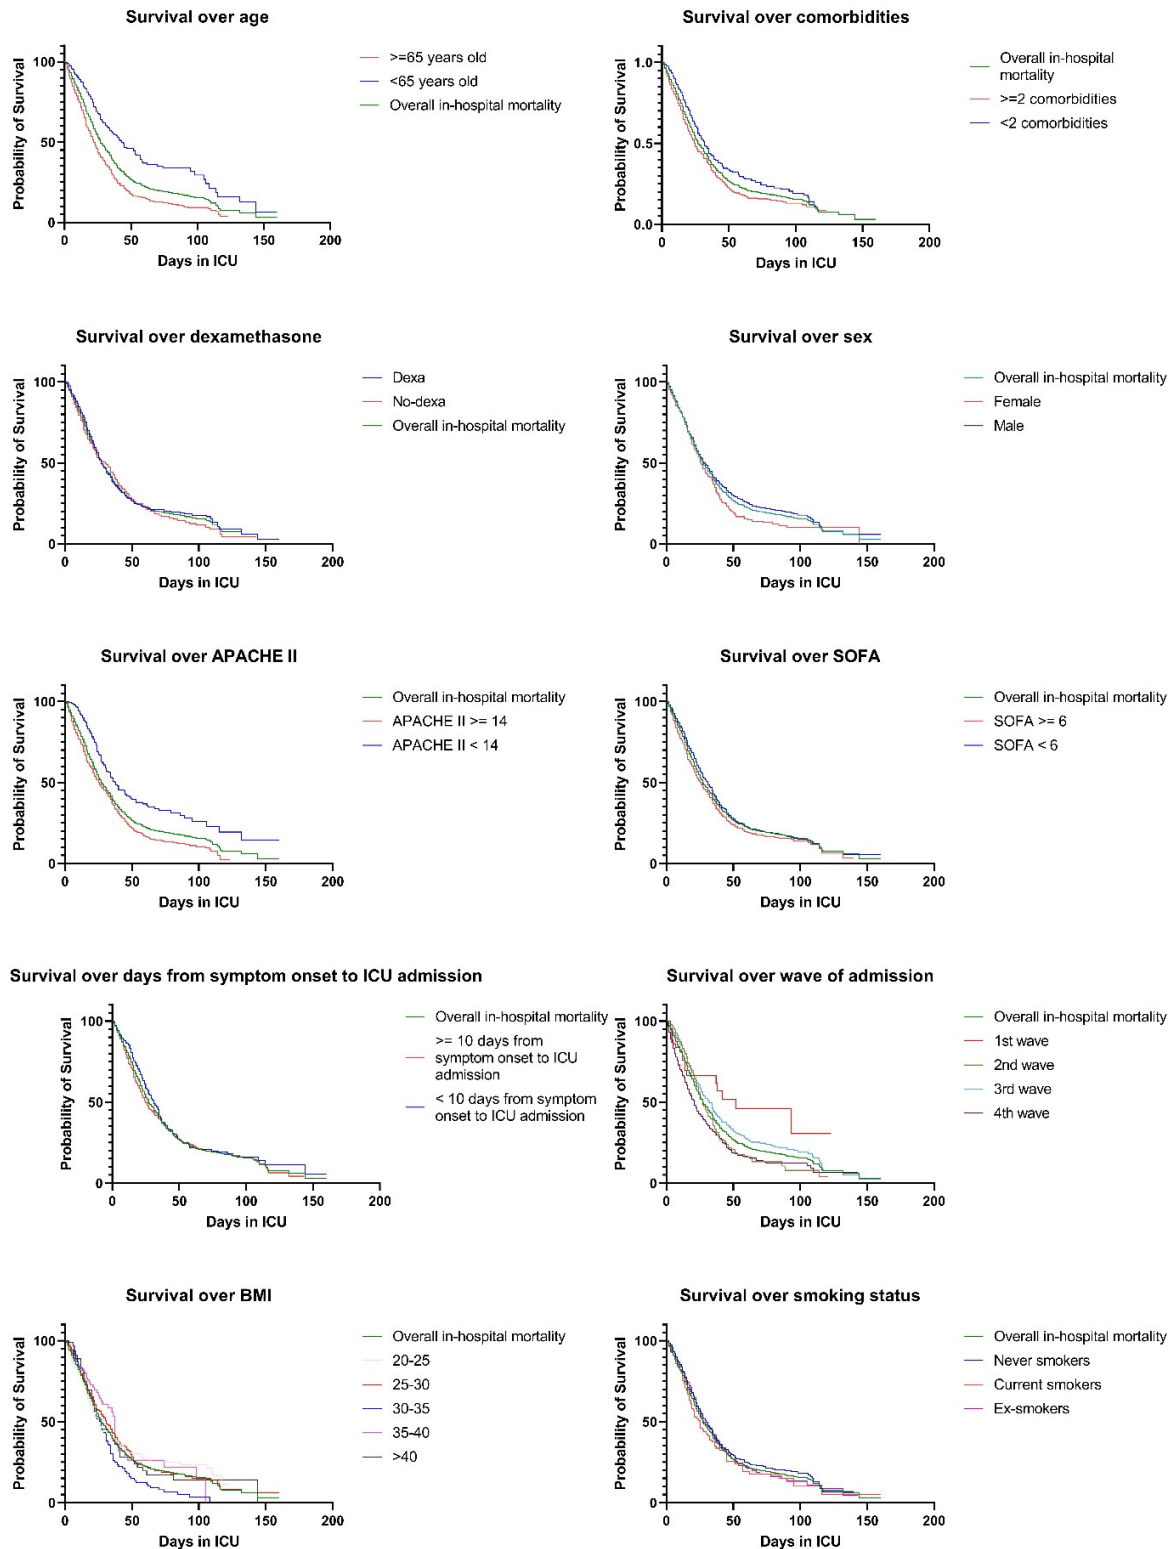 Survival over age
Probability of Survival
100
50
0
0 50 100 150 200
Days in ICU
>=65 years old
<65 years old
Overall in-hospital mortality
Survival over comorbidities
Probability of Survival
1.0
0.5
0.0
0 50 100 150 200
Days in ICU
Overall in-hospital
mortality
>=2 comorbidities
<2 comorbidities
Survival over dexamethasone
Probability of Survival
100
50
0
0 50 100 150 200
Days in ICU
Dexa
No-dexa
Overall in-hospital mortality
Survival over sex
Probability of Survival
100
50
0
0 50 100 150 200
Days in ICU
Overall in-hospital mortality
Female
Male
Survival over APACHE II
Probability of Survival
100
50
0
0 50 100 150 200
Days in ICU
Overall in-hospital mortality
APACHE II >= 14
APACHE II < 14
Survival over SOFA
Probability of Survival
100
50
0
0 50 100 150 200
Days in ICU
Overall in-hospital mortality
SOFA >= 6
SOFA < 6
Survival over days from symptom onset to ICU admission
Probability of Survival
100
50
0
0 50 100 150 200
Days in ICU
Overall in-hospital mortality
>= 10 days from
symptom onset to ICU
admission
< 10 days from symptom
onset to ICU admission
Survival over wave of admission
Probability of Survival
100
50
0
0 50 100 150 200
Days in ICU
Overall in-hospital mortality
1st wave
2nd wave
3rd wave
4th wave
Survival over BMI
Probability of Survival
100
50
0
0 50 100 150 200
Days in ICU
Overall in-hospital mortality
20-25
25-30
30-35
35-40
>40
Survival over smoking status
Probability of Survival
100
50
0
0 50 100 150 200
Days in ICU
Overall in-hospital mortality
Never smokers
Current smokers
Ex-smokers